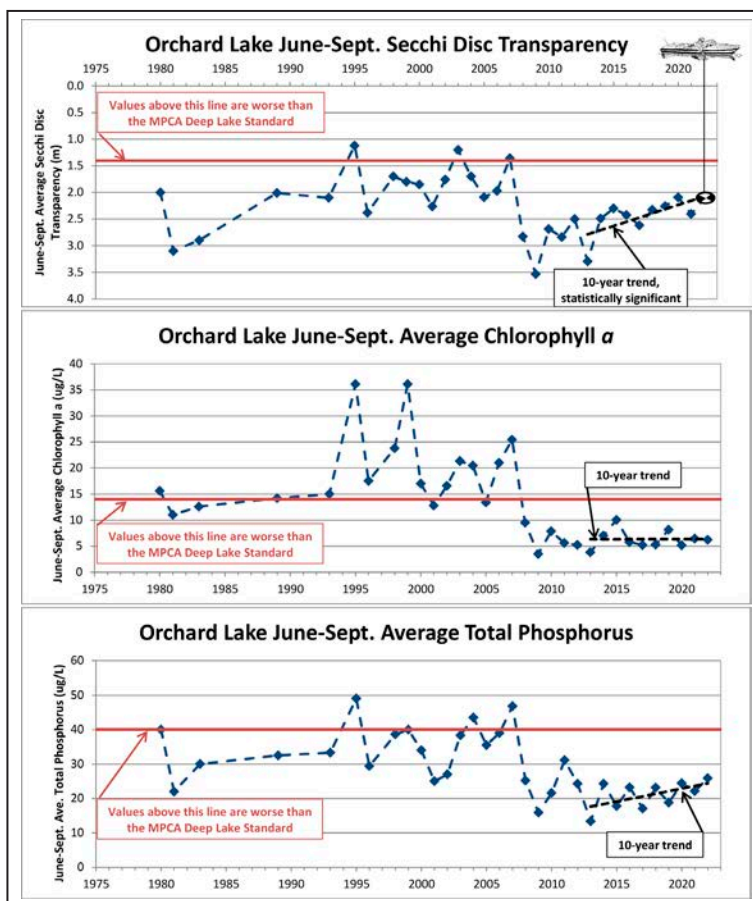 Orchard Lake June-Sept. Secchi Disc Transparency
1975 1980 1985 1990 1995 2000 2005 2010 2015 2020
0.0
0.5
1.0
1.5
2.0
2.5
3.0
3.5
4.0
June-Sept. Average Secchi Disc
Transparency (m)
Values above this line are worse than
the MPCA Deep Lake Standard
10-year trend,
statistically significant
Orchard Lake June-Sept. Average Chlorophyll a
40
35
30
25
20
15
10
5
0
June-Sept. Average Chlorophyll a (ug/L)
10-year trend
Values above this line are worse than
the MPCA Deep Lake Standard
1975 1980 1985 1990 1995 2000 2005 2010 2015 2020
Orchard Lake June-Sept. Average Total Phosphorus
60
50
40
30
20
10
0
June-Sept. Ave. Total Phosphorus (ug/L)
Values above this line are worse than
the MPCA Deep Lake Standard
10-year trend
1975 1980 1985 1990 1995 2000 2005 2010 2015 2020